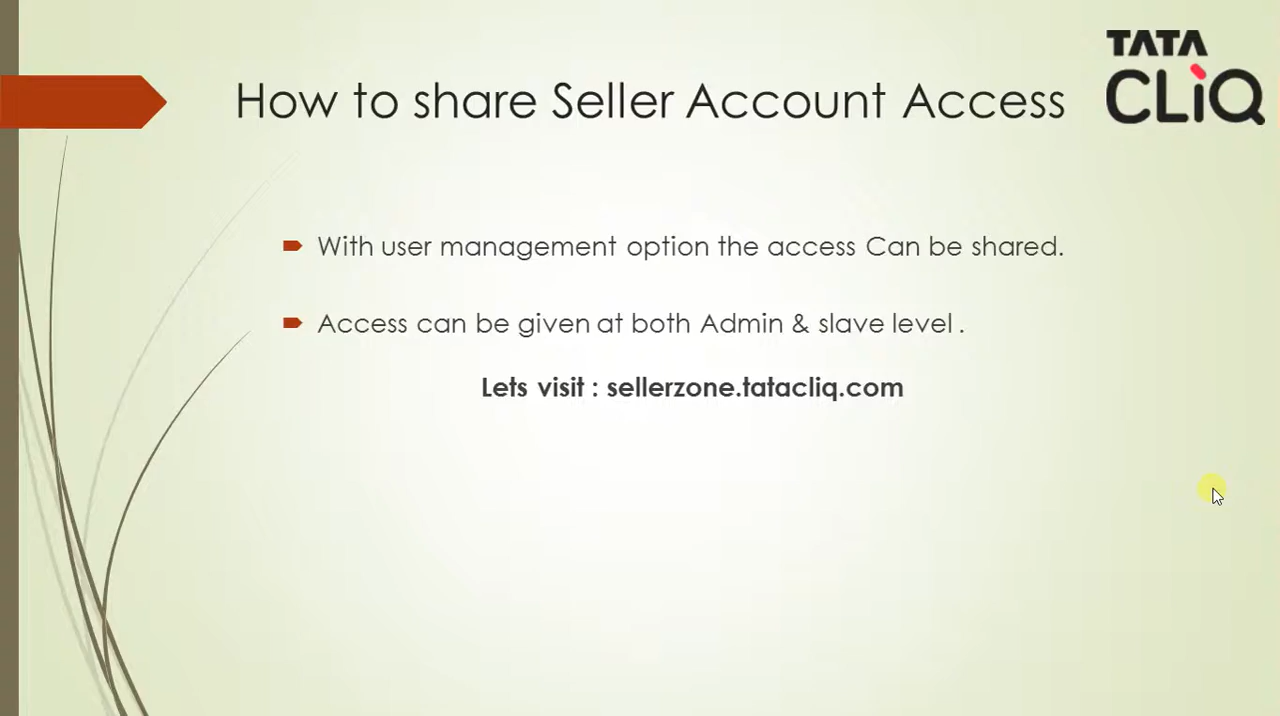 TATA
CLiQ
How to share Seller Account Access
With user management option the access Can be shared.
Access can be given at both Admin & slave level .
Lets visit : sellerzone.tatacliq.com